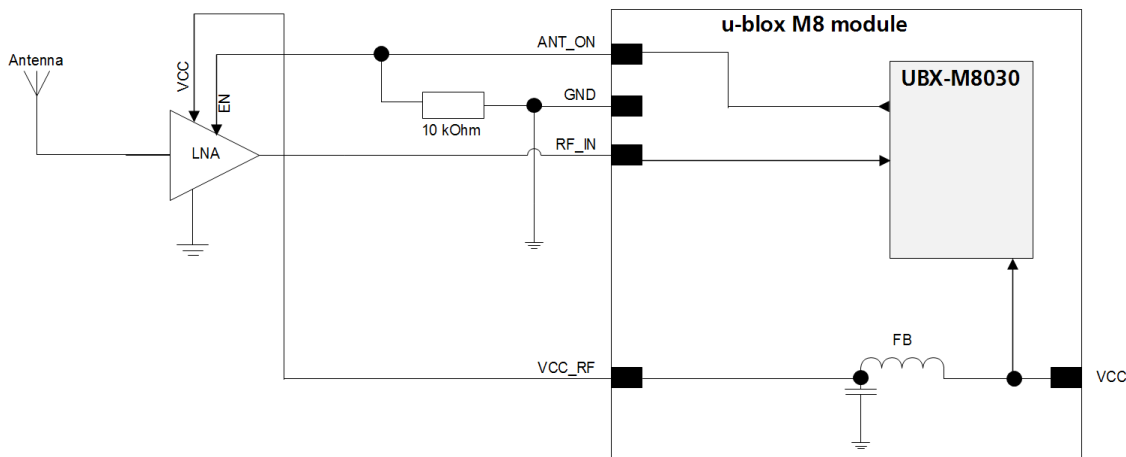 u-blox M8 module
ANT_ON
UBX-M8030
Antenna
VCC
EN
GND
10 kOhm
LNA
RF_IN
FB
VCC_RF
VCC